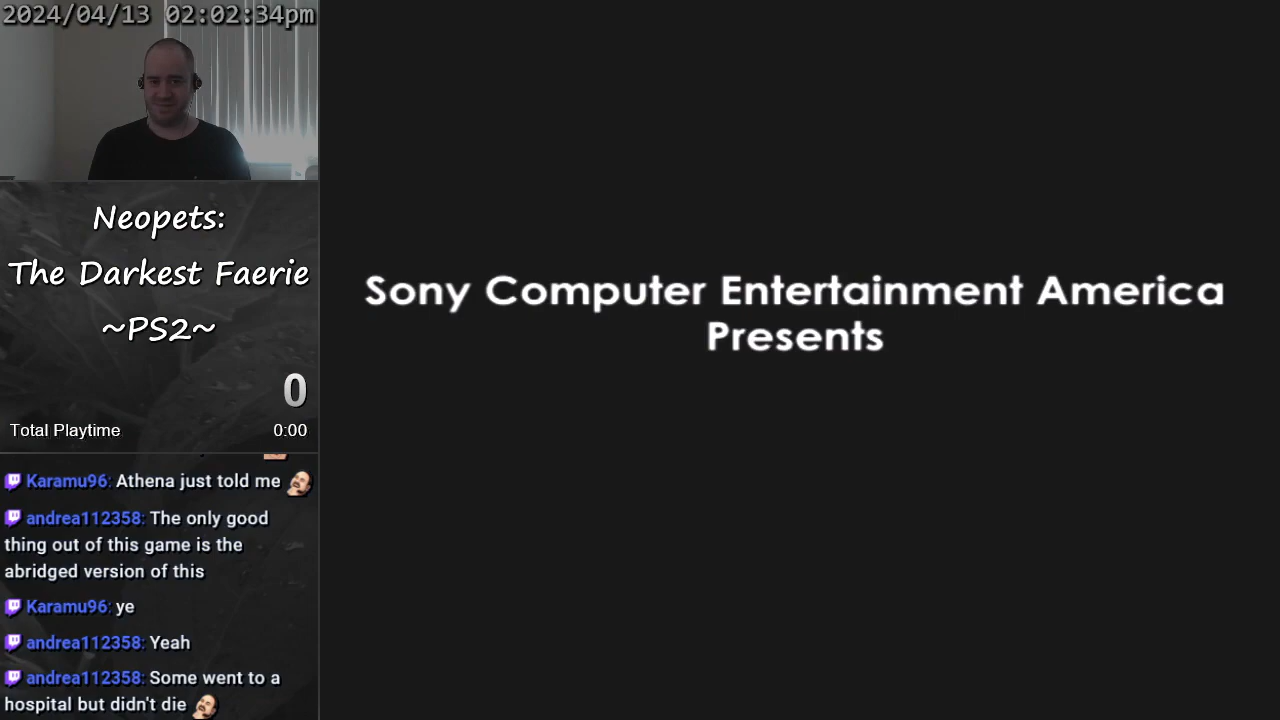 2024/04/13 02:02:34pm
Neopets:
The Darkest Faerie
~PS2~
0
Total Playtime 0:00
Karamu96: Athena just told me
andrea112358: The only good
thing out of this game is the
abridged version of this
Karamu96: ye
andrea112358: Yeah
andrea112358: Some went to a
hospital but didn't die
Sony Computer Entertainment America
Presents